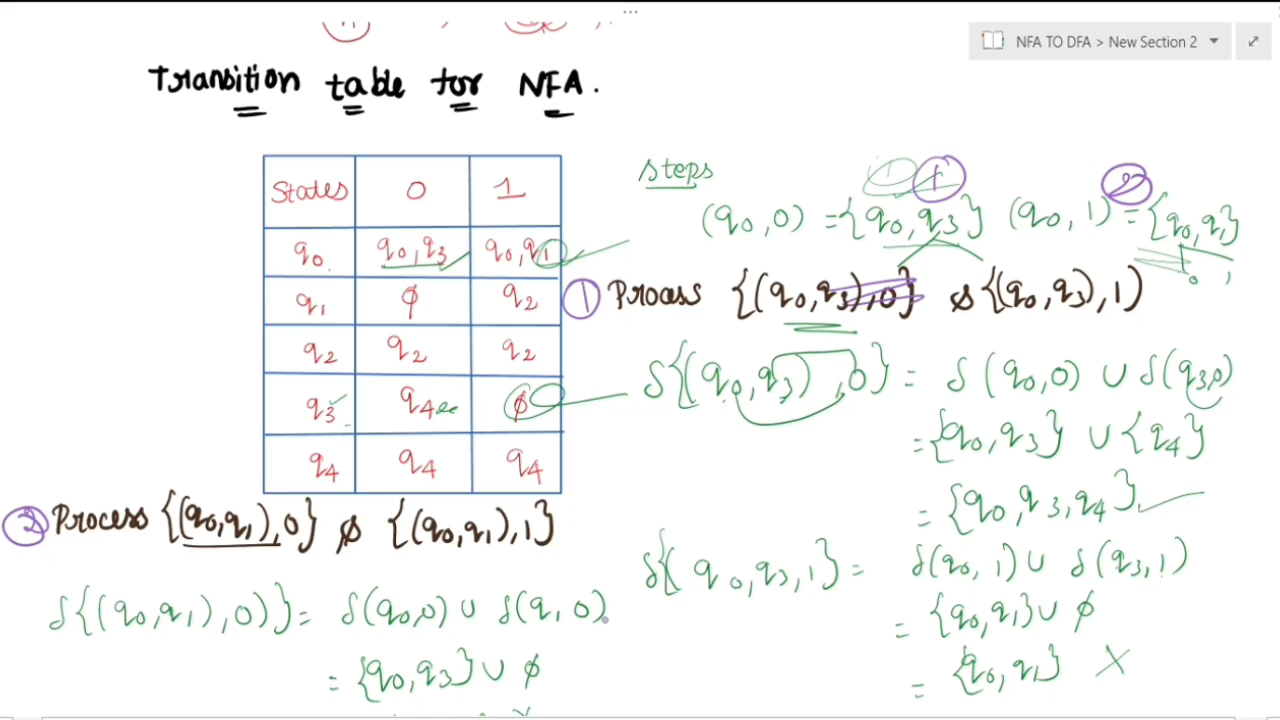 NFA TO DFA > New Section 2
Transition table for NFA.
States 0 1
q0 q0,q3 q0,q1
q1 φ q2
q2 q2 q2
q3 q4 φ
q4 q4 q4
steps
1 2
(q0,0) = {q0,q3} (q0,1) = {q0,q1}
0 1
1 Process {(q0,q3),0} & {(q0,q3),1)
δ{(q0,q3),0} = δ(q0,0) ∪ δ(q3,0)
= {q0,q3} ∪ {q4}
= {q0,q3,q4}
δ{(q0,q3,1} = δ(q0,1) ∪ δ(q3,1)
= {q0,q1} ∪ φ
= {q0,q1} X
2 Process {(q0,q1),0} & {(q0,q1),1}
δ{(q0,q1),0)} = δ(q0,0) ∪ δ(q1,0)
= {q0,q3} ∪ φ